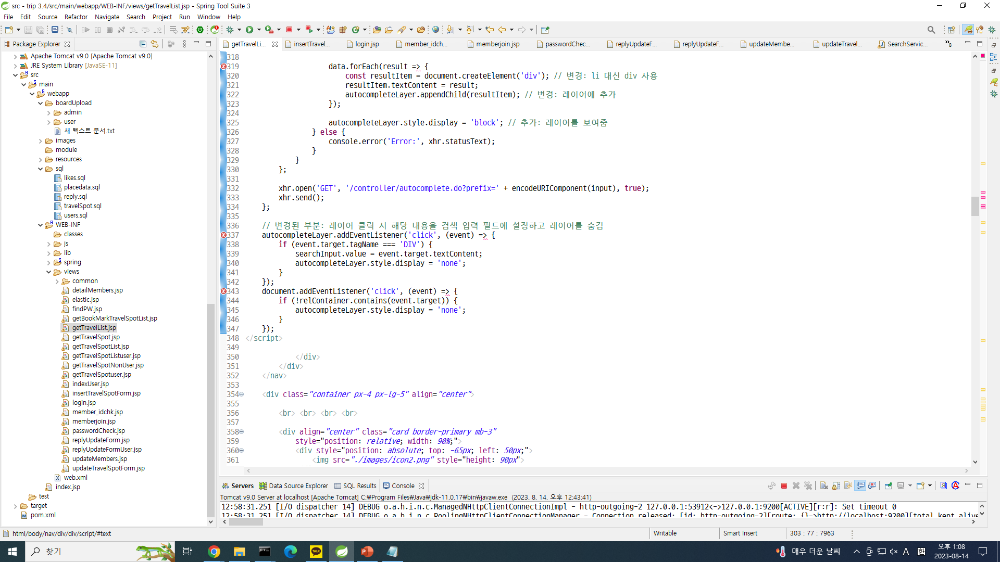 src - trip 3.4/src/main/webapp/WEB-INF/views/getTravelList.jsp - Spring Tool Suite 3
File Edit Source Refactor Navigate Search Project Run Window Help
Package Explorer
getTravelLi... insertTravel... login.jsp member_idch... memberjoin.jsp passwordChec... replyUpdateF... replyUpdateF... updateMembe... updateTravel... SearchServic... »8
Apache Tomcat v9.0 [Apache Tomcat v9.0]
JRE System Library [JavaSE-11]
src
main
webapp
boardUpload
admin
user
새 텍스트 문서.txt
images
module
resources
sql
likes.sql
placedata.sql
reply.sql
travelSpot.sql
users.sql
WEB-INF
classes
js
lib
spring
views
common
detailMembers.jsp
elastic.jsp
findPW.jsp
getBookMarkTravelSpotList.jsp
getTravelList.jsp
getTravelSpot.jsp
getTravelSpotList.jsp
getTravelSpotListuser.jsp
getTravelSpotNonUser.jsp
getTravelSpotuser.jsp
indexUser.jsp
insertTravelSpotForm.jsp
login.jsp
member_idchk.jsp
memberjoin.jsp
passwordCheck.jsp
replyUpdateForm.jsp
replyUpdateFormUser.jsp
updateMembers.jsp
updateTravelSpotForm.jsp
web.xml
index.jsp
test
target
pom.xml
318
319 data.forEach(result => {
320 const resultItem = document.createElement('div'); // 변경: li 대신 div 사용
321 resultItem.textContent = result;
322 autocompleteLayer.appendChild(resultItem); // 변경: 레이어에 추가
323 });
324
325 autocompleteLayer.style.display = 'block'; // 추가: 레이어를 보여줌
326 } else {
327 console.error('Error:', xhr.statusText);
328 }
329 }
330 };
331
332 xhr.open('GET', '/controller/autocomplete.do?prefix=' + encodeURIComponent(input), true);
333 xhr.send();
334 };
335
336 // 변경된 부분: 레이어 클릭 시 해당 내용을 검색 입력 필드에 설정하고 레이어를 숨김
337 autocompleteLayer.addEventListener('click', (event) => {
338 if (event.target.tagName === 'DIV') {
339 searchInput.value = event.target.textContent;
340 autocompleteLayer.style.display = 'none';
341 }
342 });
343 document.addEventListener('click', (event) => {
344 if (!relContainer.contains(event.target)) {
345 autocompleteLayer.style.display = 'none';
346 }
347 });
348 </script>
349
350 </div>
351 </div>
352 </nav>
353
354 <div class="container px-4 px-lg-5" align="center">
355
356 <br> <br> <br> <br>
357
358 <div align="center" class="card border-primary mb-3"
359 style="position: relative; width: 90%;">
360 <div style="position: absolute; top: -65px; left: 50px;">
361 <img src="./images/icon2.png" style="height: 90px">
Servers Data Source Explorer SQL Results Console
Tomcat v9.0 Server at localhost [Apache Tomcat] C:₩Program Files₩Java₩jdk-11.0.17₩bin₩javaw.exe (2023. 8. 14. 오후 12:43:41)
12:58:31.251 [I/O dispatcher 14] DEBUG o.a.h.i.n.c.ManagedNHttpClientConnectionImpl - http-outgoing-2 127.0.0.1:53912<->127.0.0.1:9200[ACTIVE][r:r]: Set timeout 0
12:58:31.251 [I/O dispatcher 14] DEBUG o.a.h.i.n.c.PoolingNHttpClientConnectionManager - Connection released: [id: http-outgoing-2][route: {}->http://localhost:9200][total kept alive
html/body/nav/div/div/script/#text Writable Smart Insert 303 : 77 : 7963
찾기
TALK
매우 더운 날씨
A 한
오후 1:08
2023-08-14